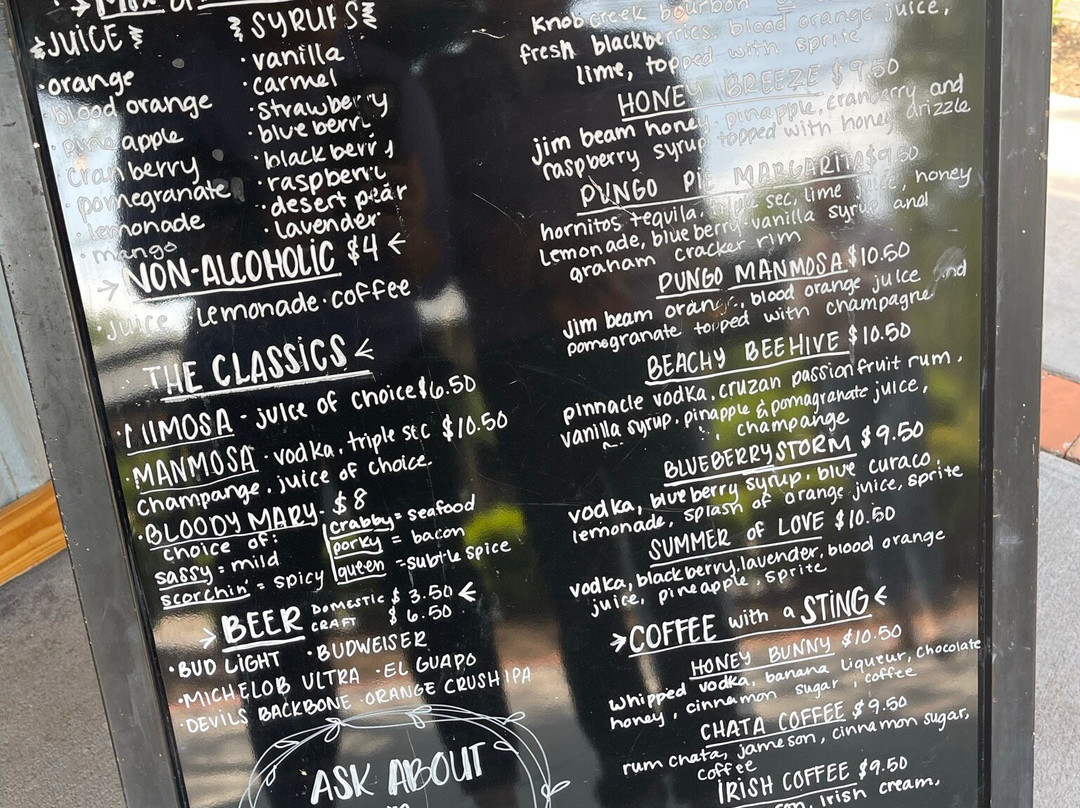 JUICE
orange
blood orange
pineapple
cranberry
pomegranate
lemonade
mango
SYRUPS
· vanilla
· carmel
· strawberry
· blueberry
· blackberry
· raspberry
· desert pear
· lavender
NON-ALCOHOLIC $4
· juice · lemonade · coffee
THE CLASSICS
· MIMOSA - juice of choice $6.50
· MANMOSA · vodka, triple sec $10.50
champange, juice of choice.
· BLOODY MARY - $8
choice of:
sassy = mild
scorchin' = spicy
crabby = seafood
porky = bacon
queen = subtle spice
BEER DOMESTIC $3.50
CRAFT $6.50
· BUD LIGHT · BUDWEISER
· MICHELOB ULTRA · EL GUAPO
· DEVILS BACKBONE · ORANGE CRUSH IPA
ASK ABOUT
Knob creek bourbon blood orange juice,
fresh blackberries,
lime, topped with sprite
HONEY BREEZE $9.50
jim beam honey, pinapple, cranberry and
raspberry syrup topped with honey drizzle
PUNGO PIE MARGARITA $9.50
hornitos tequila, triple sec, lime juice, honey
lemonade, blueberry · vanilla syrup and
graham cracker rim
PUNGO MANMOSA $10.50
jim beam orange, blood orange juice and
pomegranate topped with champagne
BEACHY BEEHIVE $10.50
pinnacle vodka, cruzan passionfruit rum,
vanilla syrup, pinapple & pomagranate juice,
champange
BLUEBERRY STORM $9.50
vodka, blueberry syrup, blue curaco,
lemonade, splash of orange jvice, sprite
SUMMER of LOVE $10.50
vodka, blackberry, lavender, blood orange
juice, pineapple, sprite
COFFEE with a STING
HONEY BUNNY $10.50
whipped vodka, banana liqueur, chocolate
honey, cinnamon sugar, coffee
CHATA COFFEE $9.50
rum chata, jameson, cinnamon sugar,
coffee
IRISH COFFEE $9.50
irish cream,